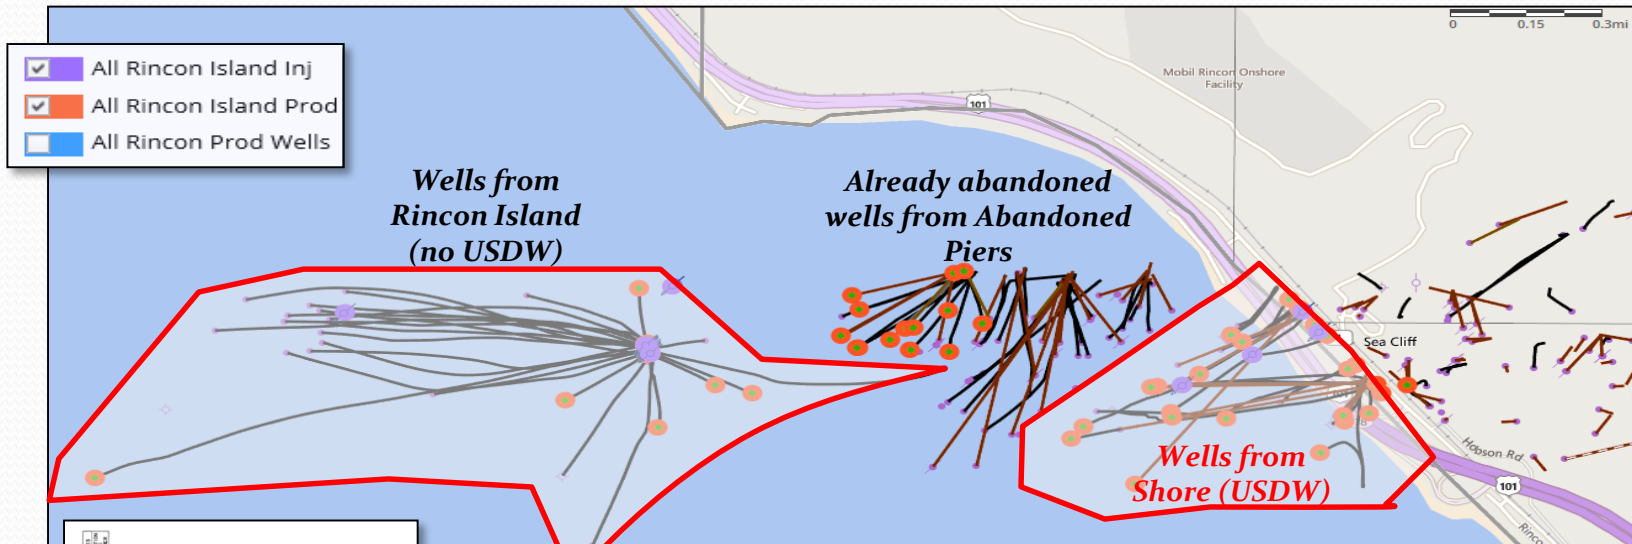 0 0.15 0.3mi
All Rincon Island Inj
All Rincon Island Prod
All Rincon Prod Wells
Mobil Rincon Onshore
Facility
101
Wells from
Rincon Island
(no USDW)
Already abandoned
wells from Abandoned
Piers
Sea Cliff
Wells from
Shore (USDW)
Hobson Rd
101
Rinco